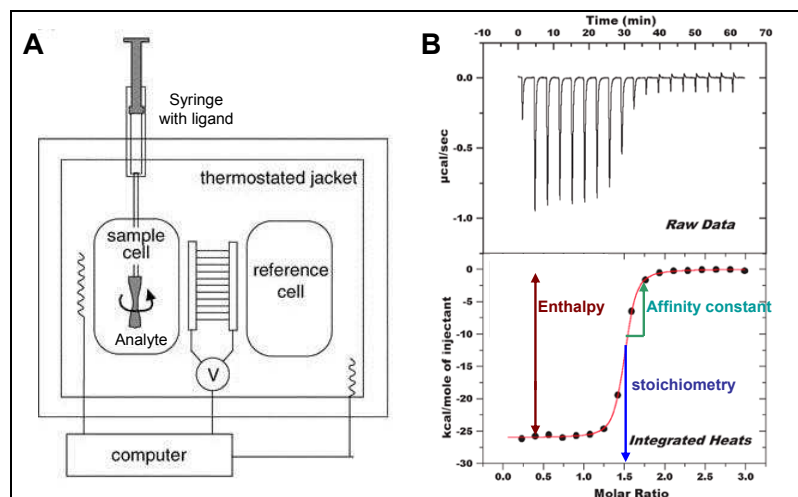 A
Syringe
with ligand
thermostated jacket
sample
cell
reference
cell
Analyte
V
computer
B
Time (min)
-10 0 10 20 30 40 50 60 70
0.0
-0.5
-1.0
µcal/sec
Raw Data
0
-5
-10
-15
-20
-25
-30
kcal/mole of injectant
Enthalpy
Affinity constant
stoichiometry
Integrated Heats
0.0 0.5 1.0 1.5 2.0 2.5 3.0
Molar Ratio